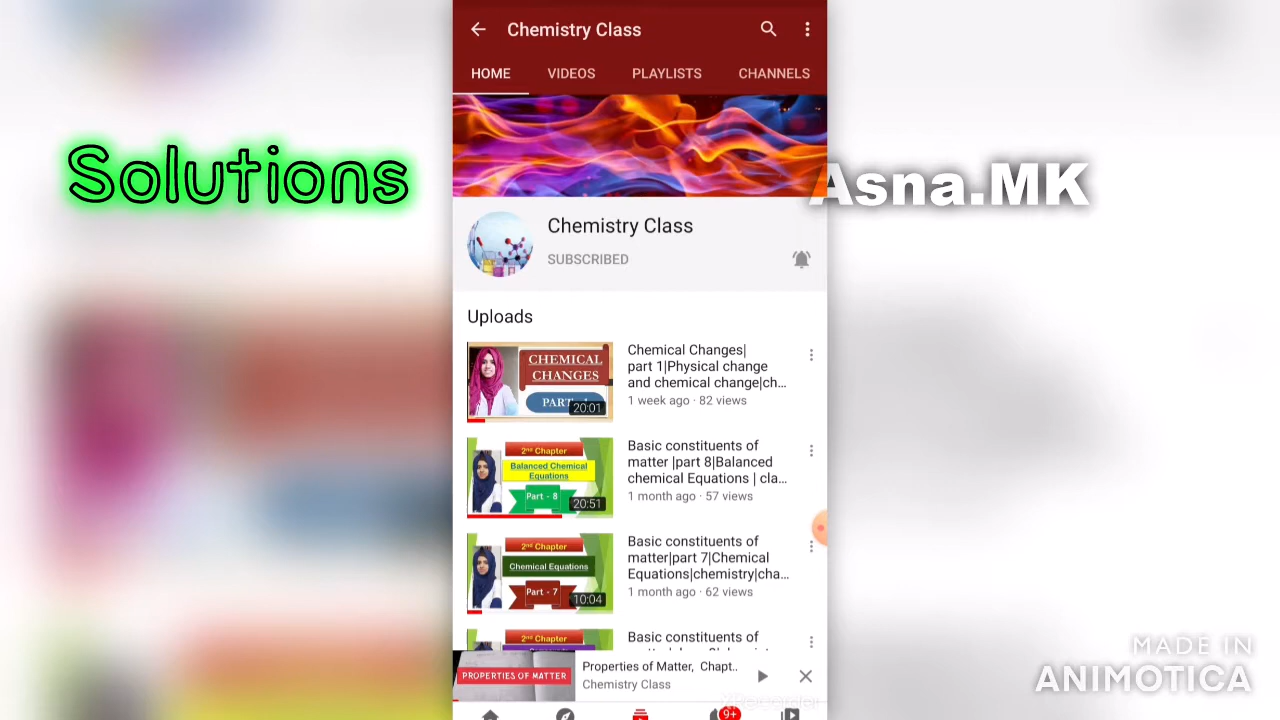 Chemistry Class
HOME VIDEOS PLAYLISTS CHANNELS
Solutions
Asna.MK
Chemistry Class
SUBSCRIBED
Uploads
CHEMICAL
CHANGES
20:01
Chemical Changes|
part 1|Physical change
and chemical change|ch...
1 week ago · 82 views
2nd Chapter
Balanced Chemical
Equations
Part - 8
20:51
Basic constituents of
matter |part 8|Balanced
chemical Equations | cla...
1 month ago · 57 views
2nd Chapter
Chemical Equations
Part - 7
10:04
Basic constituents of
matter|part 7|Chemical
Equations|chemistry|cha...
1 month ago · 62 views
2nd Chapter
Basic constituents of
PROPERTIES OF MATTER
Properties of Matter, Chapt..
Chemistry Class
9+
MADE IN
ANIMOTICA